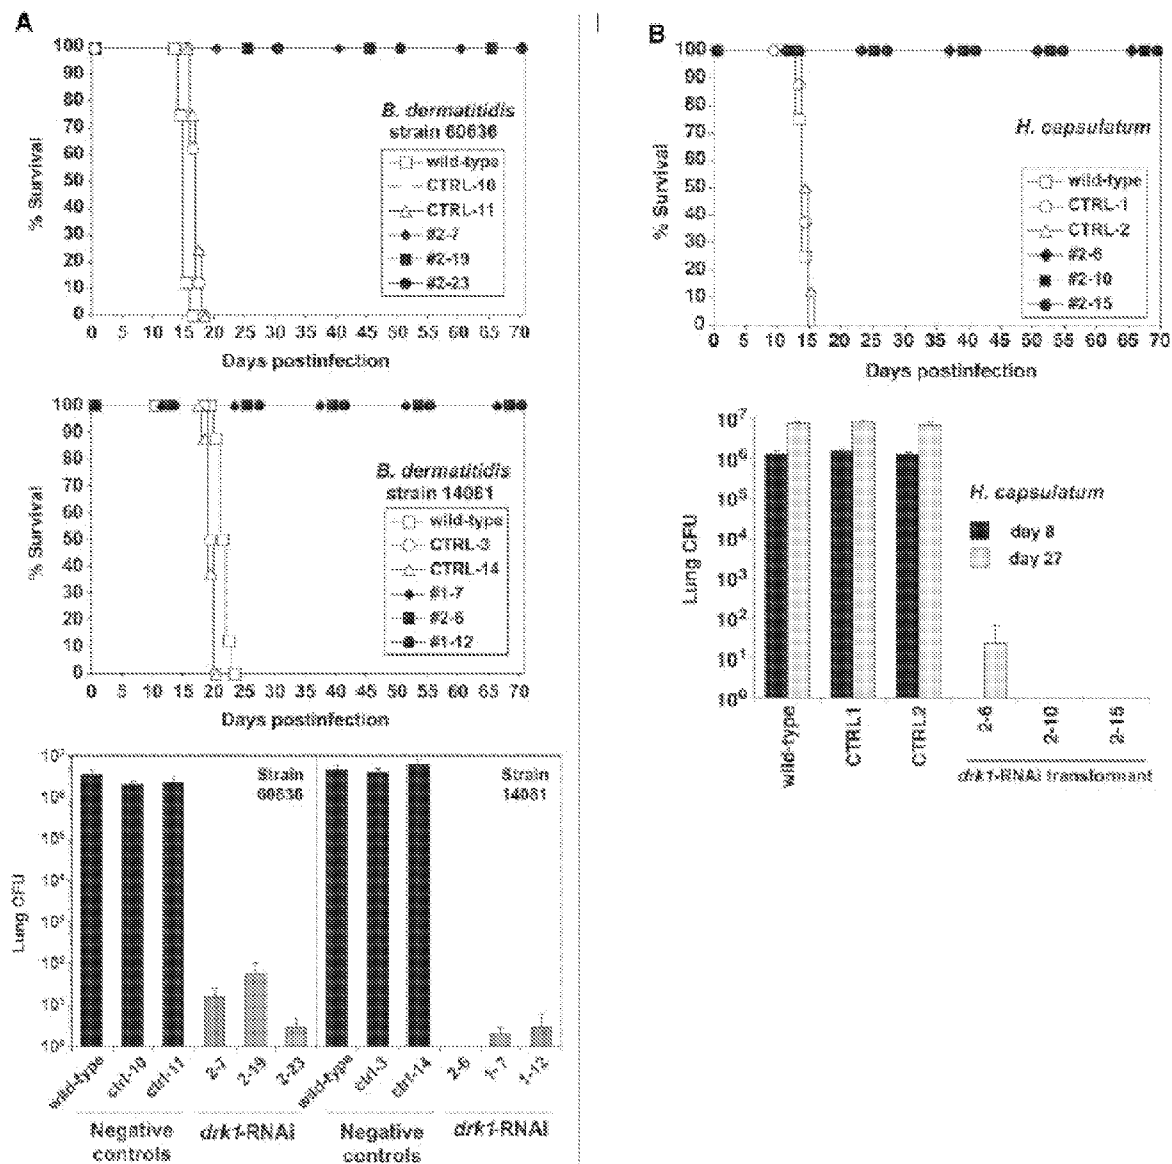 A
100
90
80
70
60
50
40
30
20
10
0
% Survival
B. dermatitidis
strain 60636
wild-type
CTRL-10
CTRL-11
#2-7
#2-19
#2-23
0 5 10 15 20 25 30 35 40 45 50 55 60 65 70
Days postinfection
100
90
80
70
60
50
40
30
20
10
0
% Survival
B. dermatitidis
strain 14081
wild-type
CTRL-3
CTRL-14
#1-7
#2-6
#1-12
0 5 10 15 20 25 30 35 40 45 50 55 60 65 70
Days postinfection
10⁷
10⁶
10⁵
10⁴
10³
10²
10¹
10⁰
Lung CFU
Strain
60636
Strain
14081
wild-type ctrl-10 ctrl-11 2-7 2-19 2-23 wild-type ctrl-3 ctrl-14 2-6 1-7 1-12
Negative
controls
drk1-RNAi
Negative
controls
drk1-RNAi
B
100
90
80
70
60
50
40
30
20
10
0
% Survival
H. capsulatum
wild-type
CTRL-1
CTRL-2
#2-6
#2-10
#2-15
0 5 10 15 20 25 30 35 40 45 50 55 60 65 70
Days postinfection
10⁷
10⁶
10⁵
10⁴
10³
10²
10¹
10⁰
Lung CFU
H. capsulatum
day 8
day 27
wild-type CTRL1 CTRL2 2-6 2-10 2-15
drk1-RNAi transformant